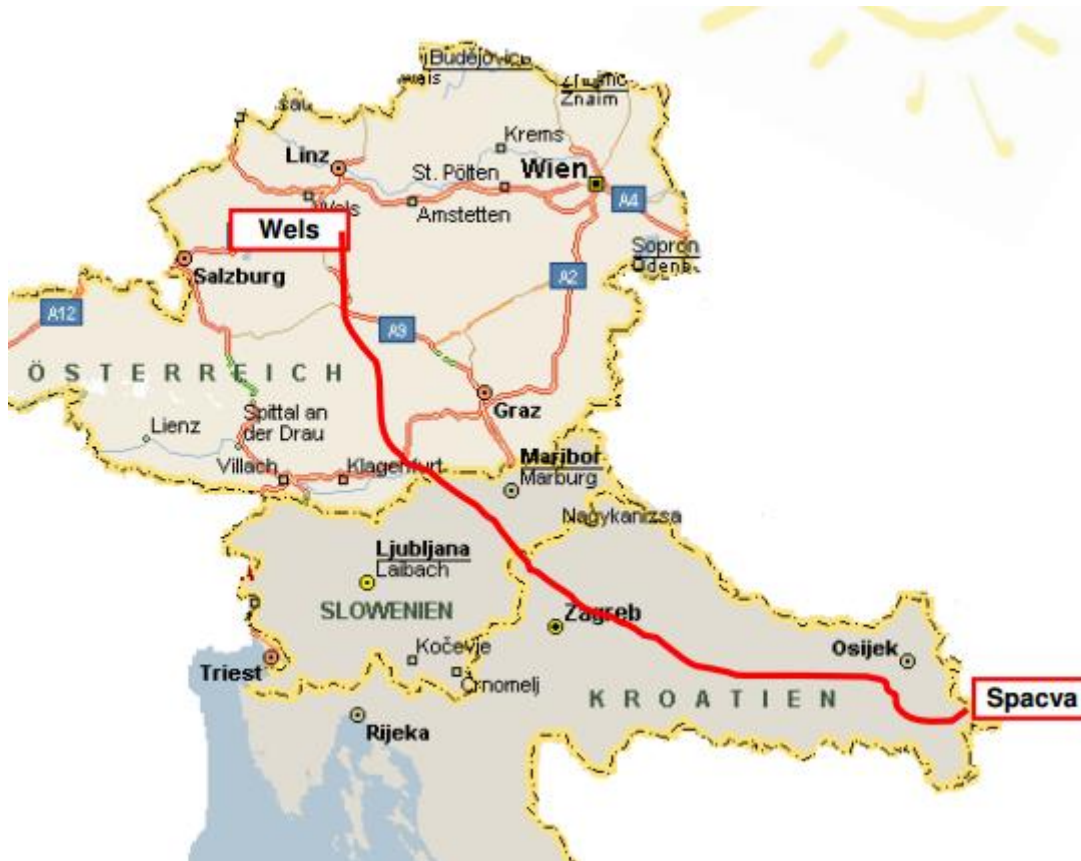 Budějovice
Znaim
Krems
Linz
St. Pölten
Wien
A4
Wels
Amstetten
Wels
Sopron
Ödenb
Salzburg
A2
A12
A9
ÖSTERREICH
Graz
Lienz
Spittal an
der Drau
Villach
Klagenfurt
Maribor
Marburg
Nagykanizsa
Ljubljana
Laibach
SLOWENIEN
Zagreb
Kočevje
Osijek
Triest
Črnomelj
KROATIEN
Spacva
Rijeka